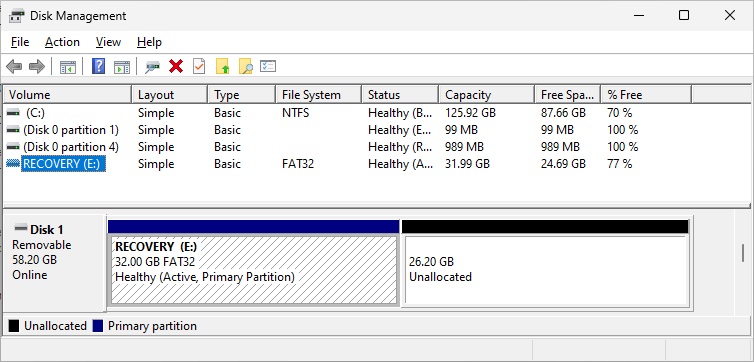 Disk Management
File Action View Help
Volume Layout Type File System Status Capacity Free Spa... % Free
(C:) Simple Basic NTFS Healthy (B... 125.92 GB 87.66 GB 70 %
(Disk 0 partition 1) Simple Basic Healthy (E... 99 MB 99 MB 100 %
(Disk 0 partition 4) Simple Basic Healthy (R... 989 MB 989 MB 100 %
RECOVERY (E:) Simple Basic FAT32 Healthy (A... 31.99 GB 24.69 GB 77 %
Disk 1
Removable
58.20 GB
Online
RECOVERY (E:)
32.00 GB FAT32
Healthy (Active, Primary Partition)
26.20 GB
Unallocated
Unallocated Primary partition